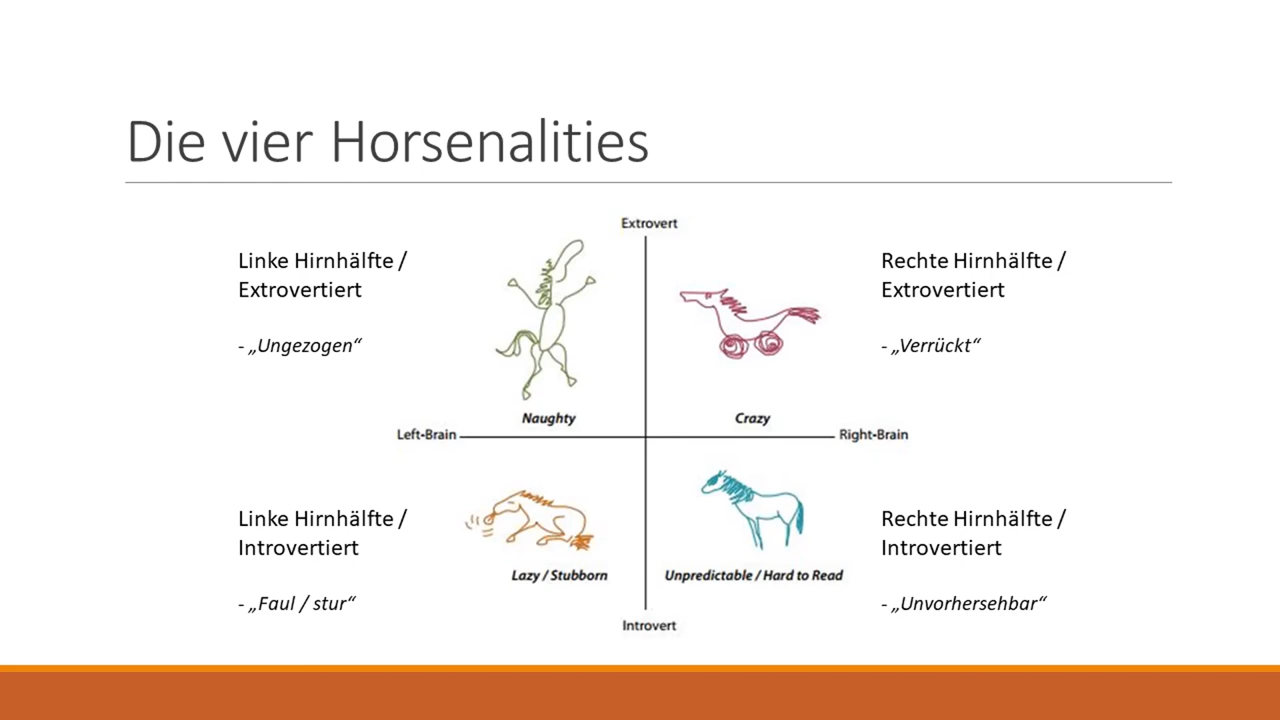 Die vier Horsenalities
Extrovert
Linke Hirnhälfte /
Extrovertiert
- „Ungezogen“
Rechte Hirnhälfte /
Extrovertiert
- „Verrückt“
Naughty
Crazy
Left-Brain
Right-Brain
Linke Hirnhälfte /
Introvertiert
- „Faul / stur“
Rechte Hirnhälfte /
Introvertiert
- „Unvorhersehbar“
Lazy / Stubborn
Unpredictable / Hard to Read
Introvert